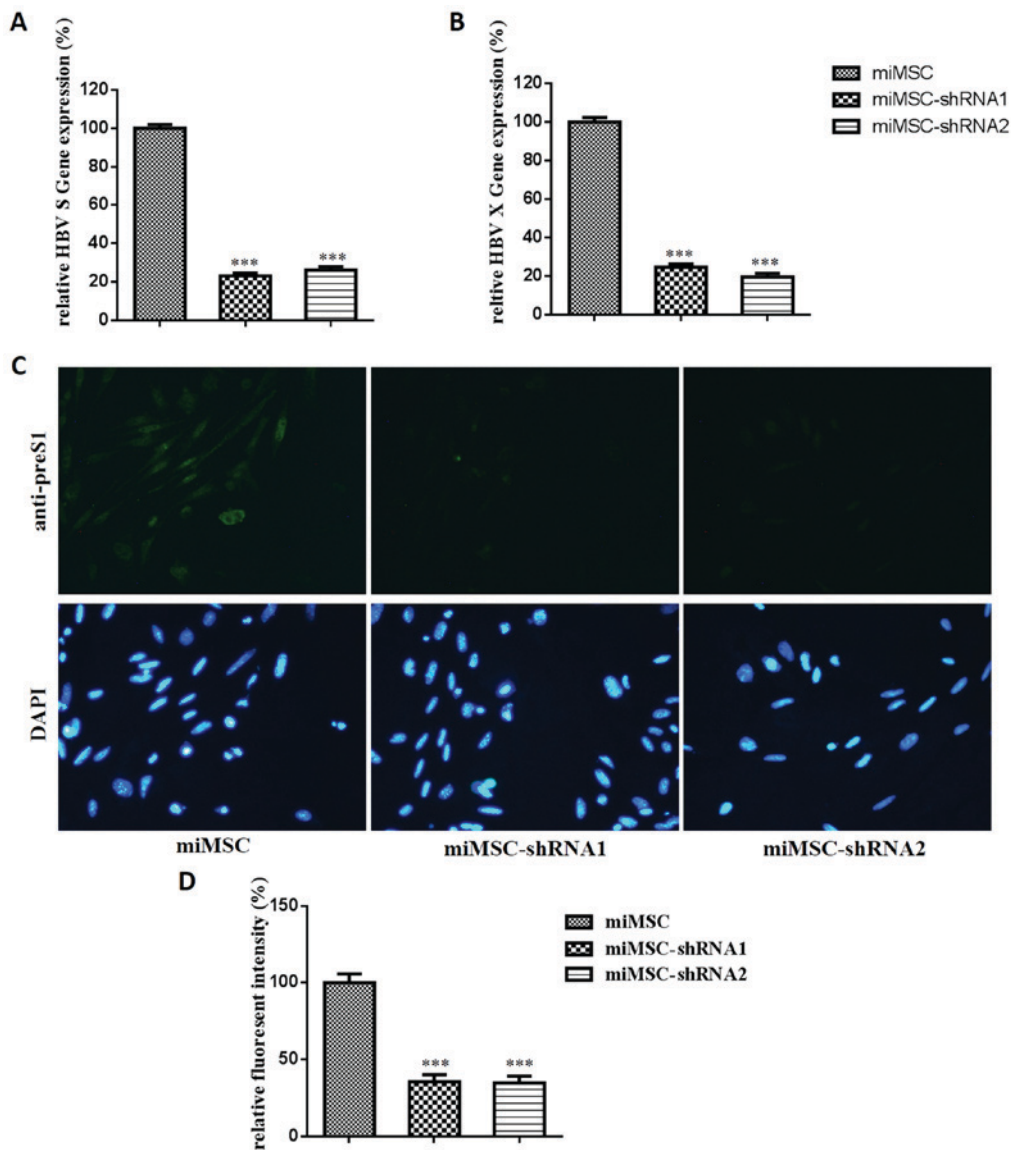 A
relative HBV S Gene expression (%)
120
100
80
60
40
20
0
***
***
B
reltive HBV X Gene expression (%)
120
100
80
60
40
20
0
***
***
miMSC
miMSC-shRNA1
miMSC-shRNA2
C
anti-preS1
DAPI
miMSC
miMSC-shRNA1
miMSC-shRNA2
D
relative fluoresent intensity (%)
150
100
50
0
***
***
miMSC
miMSC-shRNA1
miMSC-shRNA2